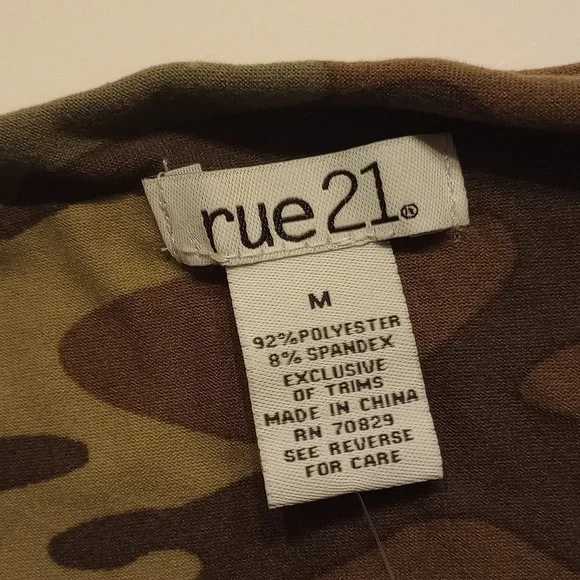 rue21®
M
92% POLYESTER
8% SPANDEX
EXCLUSIVE
OF TRIMS
MADE IN CHINA
RN 70829
SEE REVERSE
FOR CARE